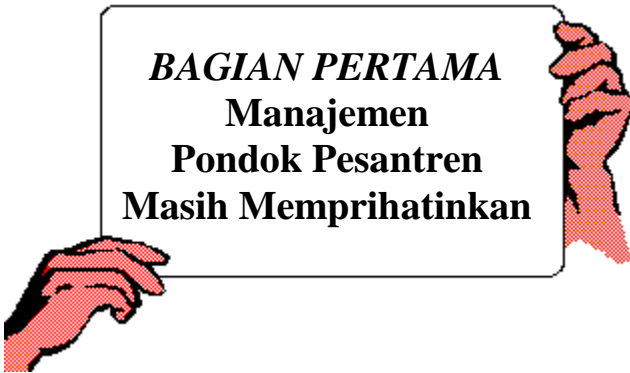 BAGIAN PERTAMA
Manajemen
Pondok Pesantren
Masih Memprihatinkan